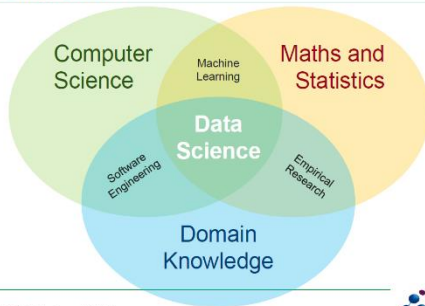 Computer
Science
Machine
Learning
Maths and
Statistics
Data
Science
Software
Engineering
Empirical
Research
Domain
Knowledge